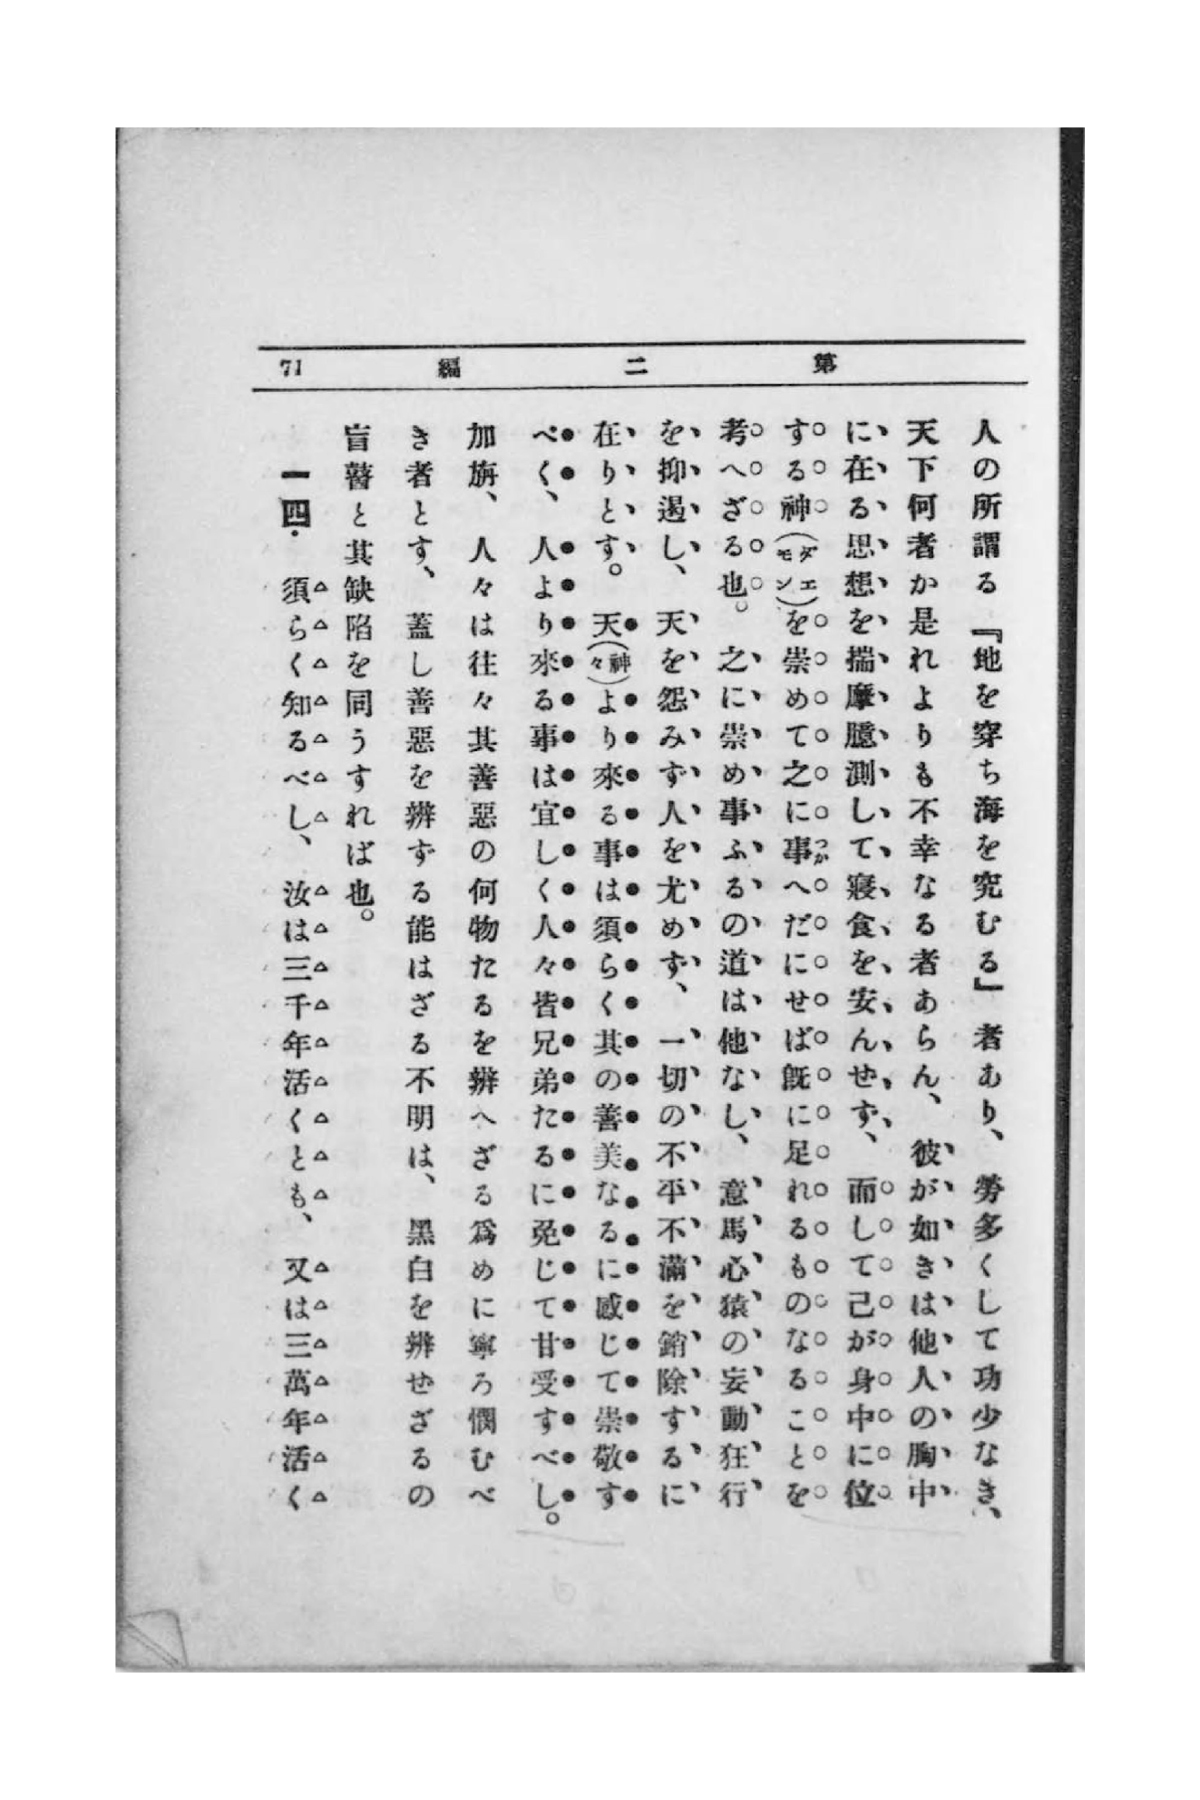 第二編 71
人の所謂る『地を穿ち海を究むる』者あり、勞多くして功少なき、
天下何者か是れよりも不幸なる者あらん、彼が如きは他人の胸中
に在る思想を揣摩臆測して寢食を安んせず、而して己が身中に位
する神(ダエモン)を崇めて之に事へだにせば既に足れるものなることを
考へざる也。之に崇め事ふるの道は他なし、意馬心猿の妄動狂行
を抑遏し、天を怨みず人を尤めず、一切の不平不滿を銷除するに
在りとす。天(神々)より來る事は須らく其の善美なるに感じて崇敬す
べく、人より來る事は宜しく人々皆兄弟たるに免じて甘受すべし。
加旃、人々は往々其善惡の何物たるを辨へざる爲めに寧ろ憫むべ
き者とす、蓋し善惡を辨ずる能はざる不明は、黑白を辨せざるの
盲瞽と其缺陷を同うすれば也。
一四. 須らく知るべし、汝は三千年活くとも、又は三萬年活く